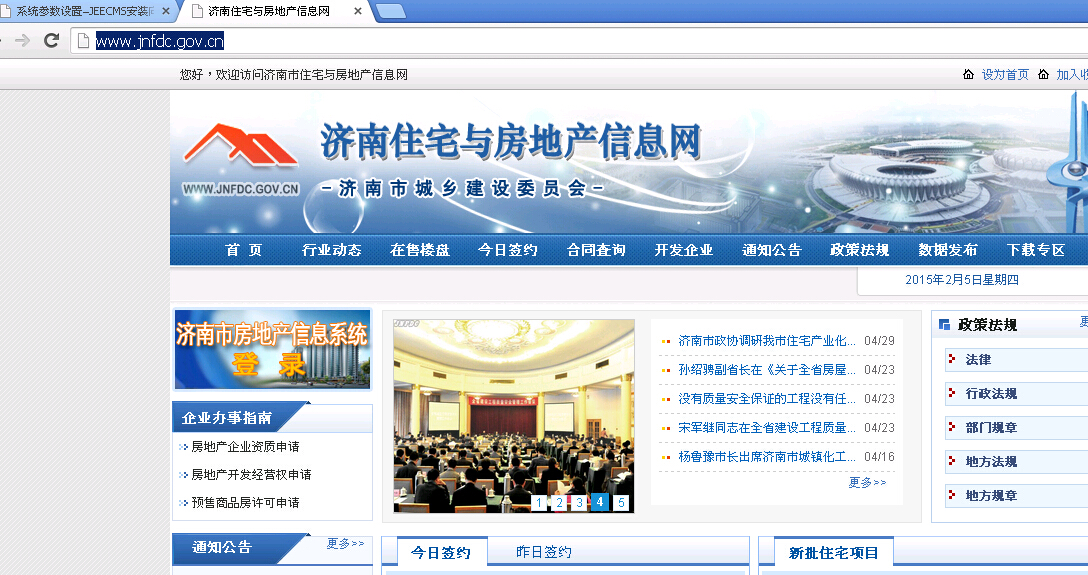 系统参数设置--JEECMS安装
济南住宅与房地产信息网
www.jnfdc.gov.cn
您好，欢迎访问济南市住宅与房地产信息网
设为首页 加入收
济南住宅与房地产信息网
WWW.JNFDC.GOV.CN
-济南市城乡建设委员会-
首 页 行业动态 在售楼盘 今日签约 合同查询 开发企业 通知公告 政策法规 数据发布 下载专区
2015年2月5日星期四
济南市房地产信息系统
登 录
企业办事指南
房地产企业资质申请
房地产开发经营权申请
预售商品房许可申请
通知公告 更多>>
1 2 3 4 5
济南市政协调研我市住宅产业化... 04/29
孙绍骋副省长在《关于全省房屋... 04/23
没有质量安全保证的工程没有任... 04/23
宋军继同志在全省建设工程质量... 04/23
杨鲁豫市长出席济南市城镇化工... 04/16
更多>>
政策法规 更
法律
行政法规
部门规章
地方法规
地方规章
今日签约 昨日签约
新批住宅项目